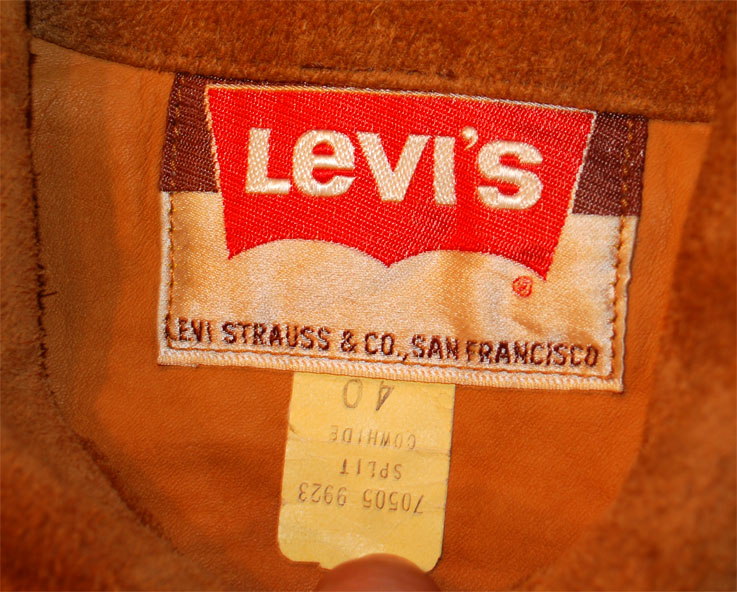 LEVI'S
®
LEVI STRAUSS & CO., SAN FRANCISCO
70505 9923
SPLIT
COWHIDE
40